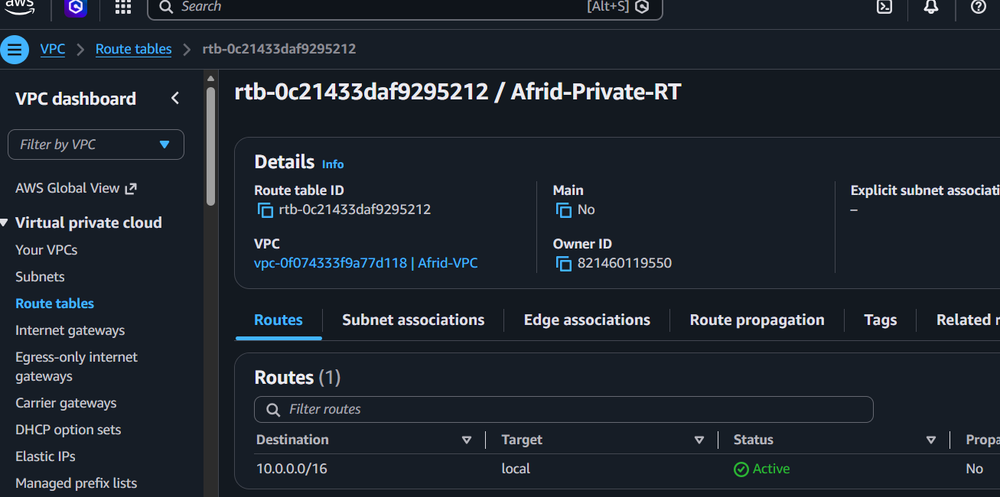 aws
Search [Alt+S]
VPC > Route tables > rtb-0c21433daf9295212
VPC dashboard
Filter by VPC
AWS Global View
Virtual private cloud
Your VPCs
Subnets
Route tables
Internet gateways
Egress-only internet
gateways
Carrier gateways
DHCP option sets
Elastic IPs
Managed prefix lists
rtb-0c21433daf9295212 / Afrid-Private-RT
Details Info
Route table ID
rtb-0c21433daf9295212
Main
No
Explicit subnet associati
–
VPC
vpc-0f074333f9a77d118 | Afrid-VPC
Owner ID
821460119550
Routes Subnet associations Edge associations Route propagation Tags Related
Routes (1)
Filter routes
Destination Target Status Propa
10.0.0.0/16 local Active No